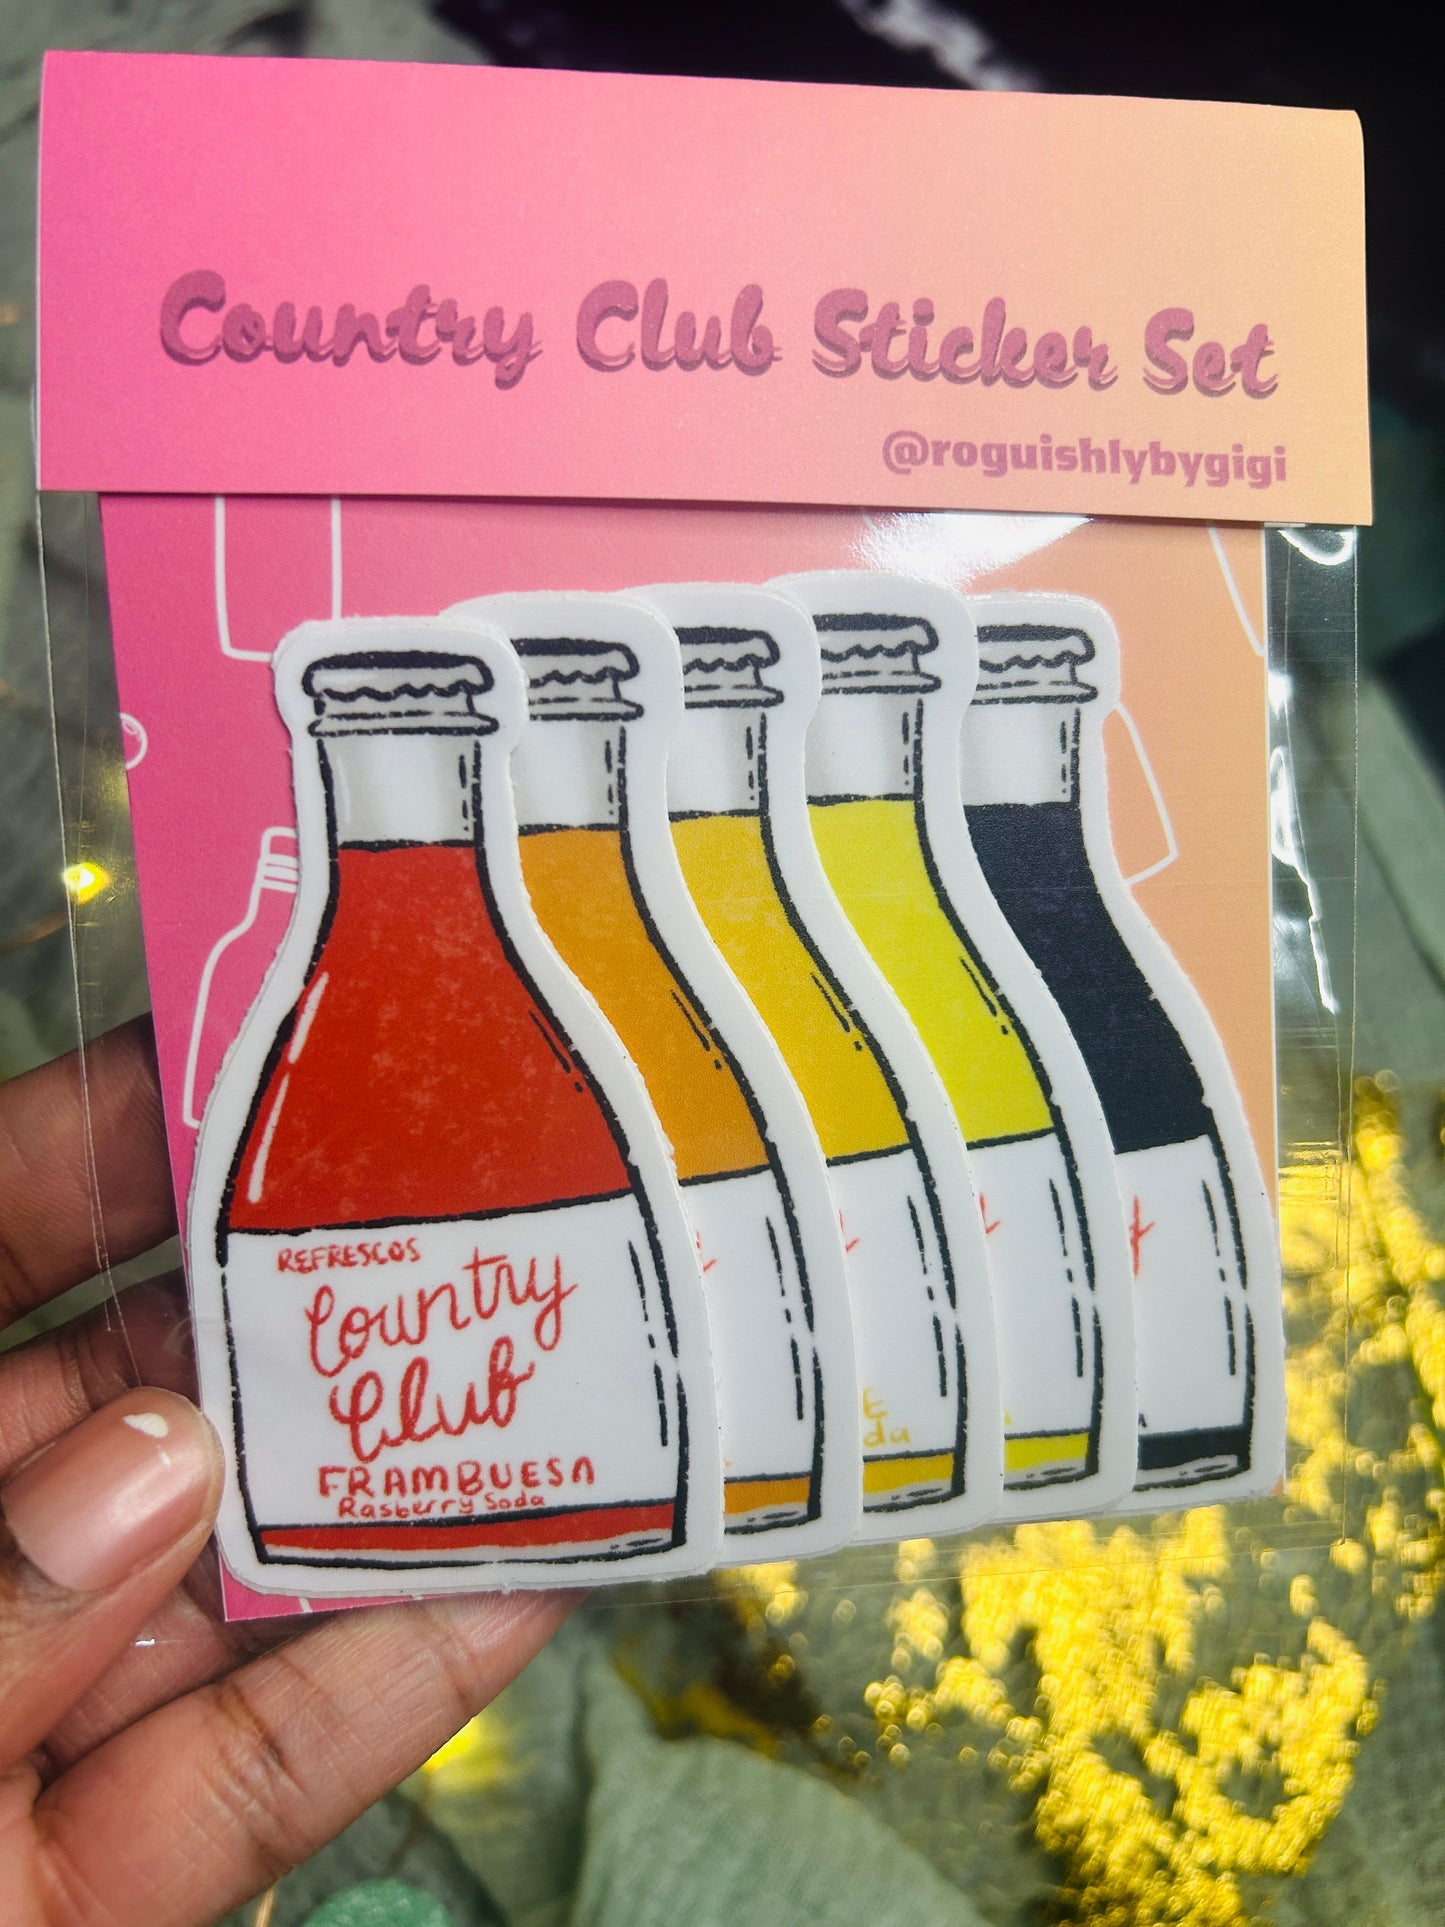 Country Club Sticker Set
@roguishlybygigi
REFRESCOS
Country
Club
FRAMBUESA
Rasberry Soda